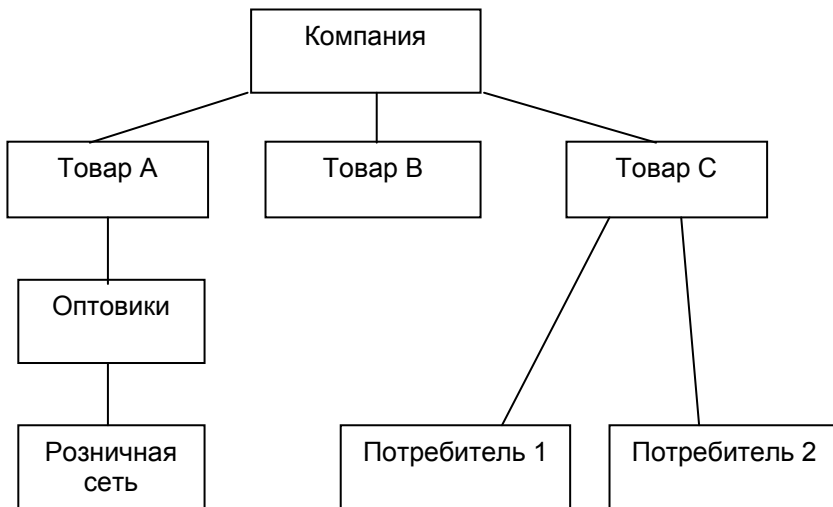 Компания
Товар А
Товар В
Товар С
Оптовики
Розничная
сеть
Потребитель 1
Потребитель 2